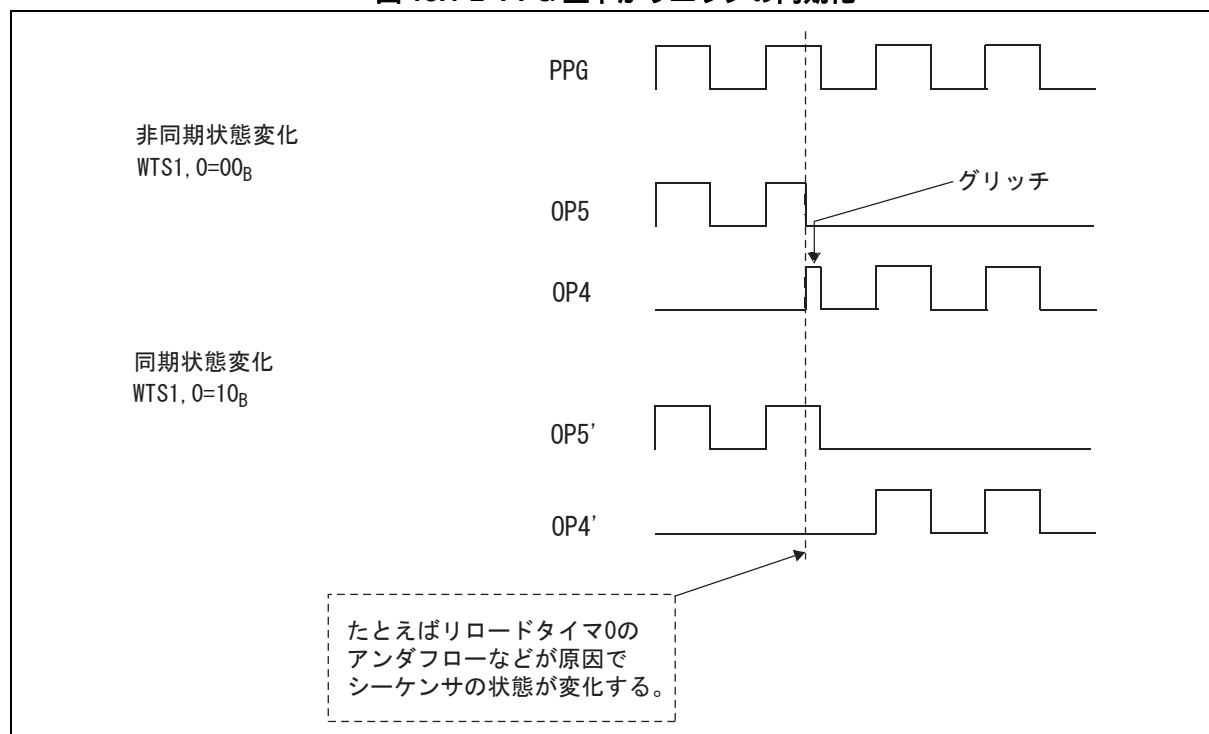 PPG
非同期状態変化
WTS1, 0=00B
グリッチ
OP5
OP4
同期状態変化
WTS1, 0=10B
OP5'
OP4'
たとえばリロードタイマ0の
アンダフローなどが原因で
シーケンサの状態が変化する。